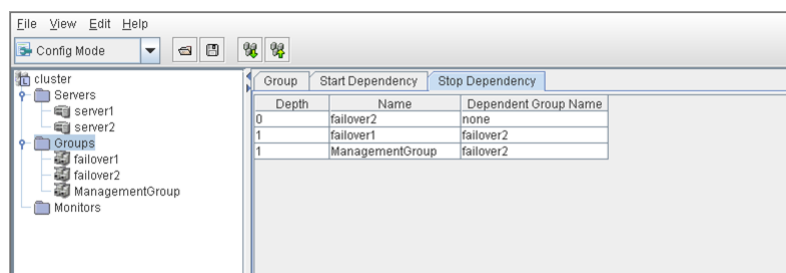 File View Edit Help
Config Mode
cluster
Servers
server1
server2
Groups
failover1
failover2
ManagementGroup
Monitors
Group Start Dependency Stop Dependency
Depth Name Dependent Group Name
0 failover2 none
1 failover1 failover2
1 ManagementGroup failover2